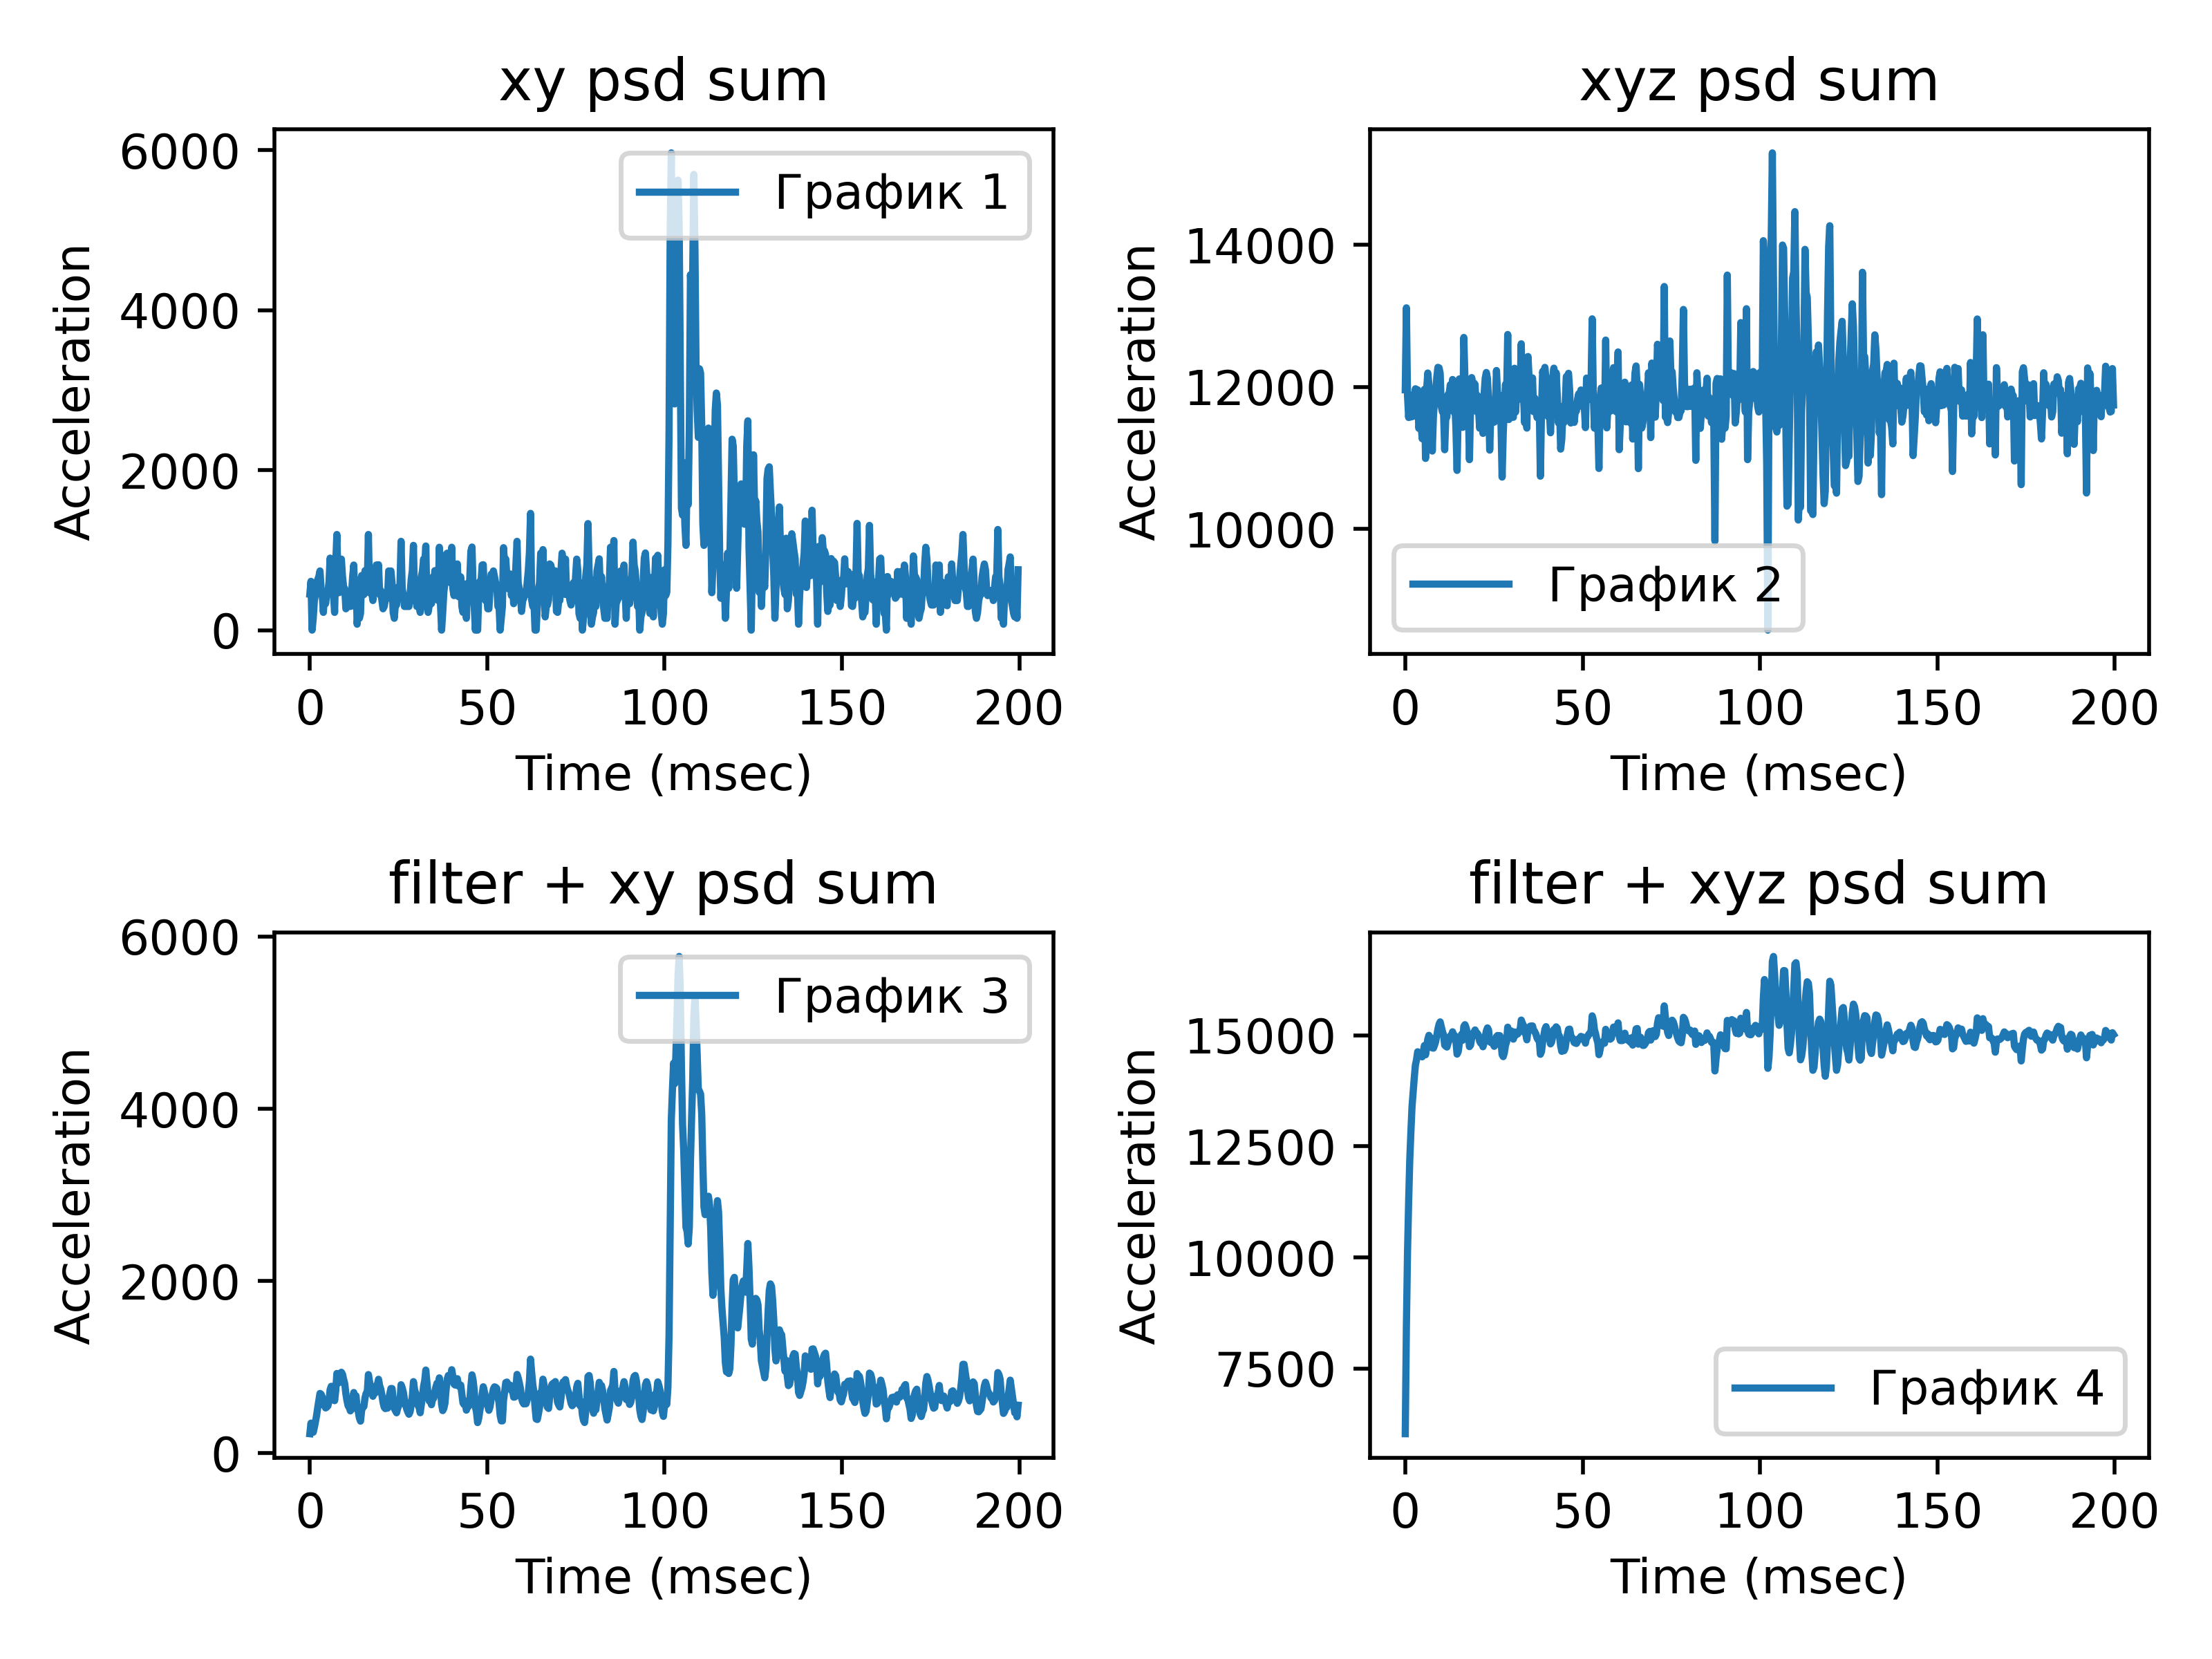 xy psd sum
6000
4000
2000
0
Acceleration
График 1
0 50 100 150 200
Time (msec)
xyz psd sum
14000
12000
10000
Acceleration
График 2
0 50 100 150 200
Time (msec)
filter + xy psd sum
6000
4000
2000
0
Acceleration
График 3
0 50 100 150 200
Time (msec)
filter + xyz psd sum
15000
12500
10000
7500
Acceleration
График 4
0 50 100 150 200
Time (msec)